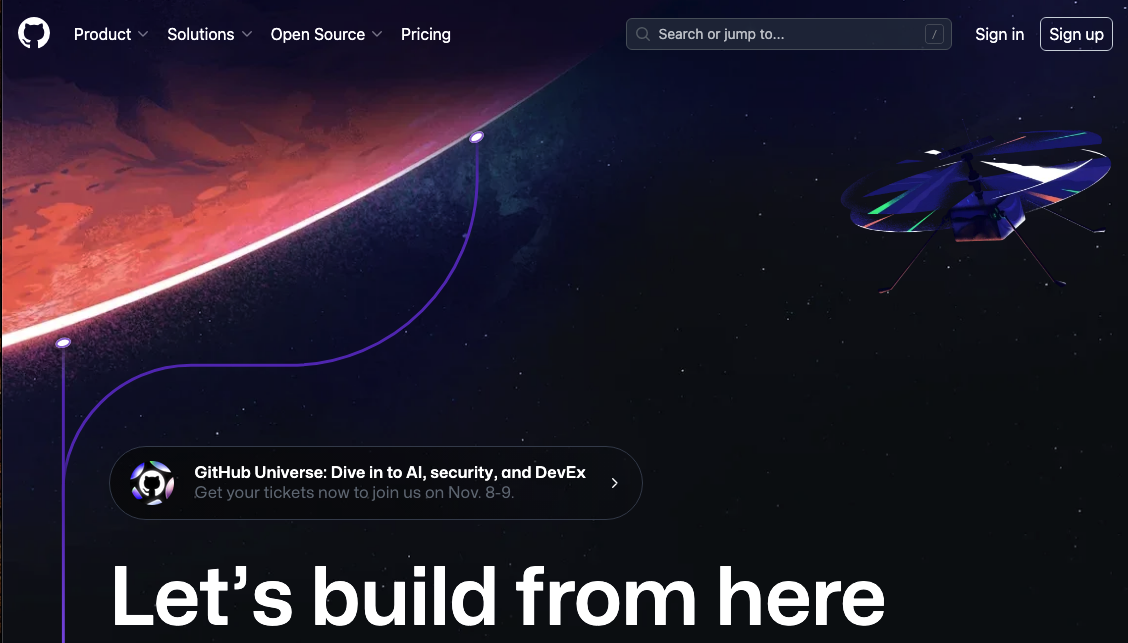 Product Solutions Open Source Pricing Search or jump to... / Sign in Sign up
GitHub Universe: Dive in to AI, security, and DevEx
Get your tickets now to join us on Nov. 8-9.
Let’s build from here